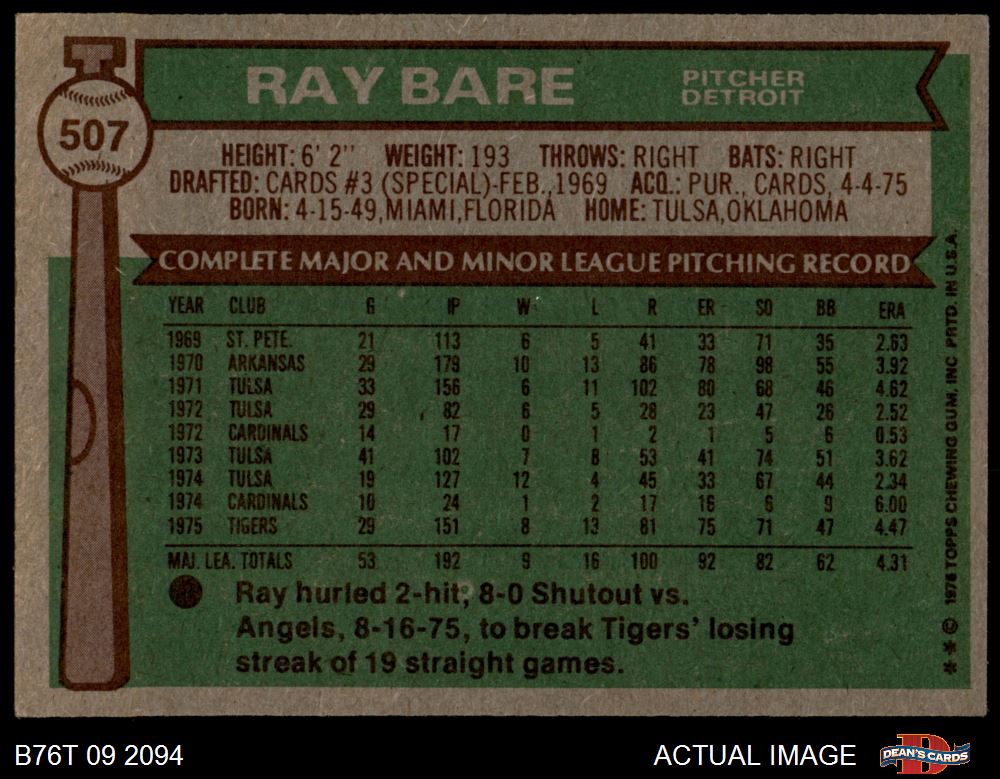 RAY BARE
PITCHER
DETROIT
507
HEIGHT: 6' 2" WEIGHT: 193 THROWS: RIGHT BATS: RIGHT
DRAFTED: CARDS #3 (SPECIAL)-FEB.,1969 ACQ.: PUR., CARDS, 4-4-75
BORN: 4-15-49,MIAMI,FLORIDA HOME: TULSA,OKLAHOMA
COMPLETE MAJOR AND MINOR LEAGUE PITCHING RECORD
YEAR CLUB G IP W L R ER SO BB ERA
1969 ST. PETE. 21 113 6 5 41 33 71 35 2.63
1970 ARKANSAS 29 179 10 13 86 78 98 55 3.92
1971 TULSA 33 156 6 11 102 80 68 46 4.62
1972 TULSA 29 82 6 5 28 23 47 26 2.52
1972 CARDINALS 14 17 0 1 2 1 5 6 0.53
1973 TULSA 41 102 7 8 53 41 74 51 3.62
1974 TULSA 19 127 12 4 45 33 67 44 2.34
1974 CARDINALS 10 24 1 2 17 16 6 9 6.00
1975 TIGERS 29 151 8 13 81 75 71 47 4.47
MAJ. LEA. TOTALS 53 192 9 16 100 92 82 62 4.31
Ray hurled 2-hit, 8-0 Shutout vs.
Angels, 8-16-75, to break Tigers' losing
streak of 19 straight games.
** © 1976 TOPPS CHEWING GUM, INC PRTD. IN U.S.A.
B76T 09 2094
ACTUAL IMAGE
DEAN'S CARDS